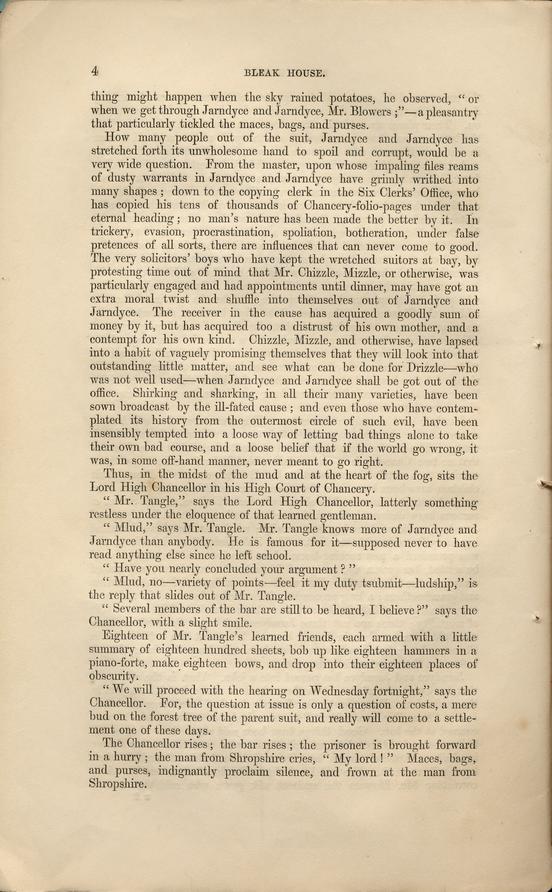 4 BLEAK HOUSE.
thing might happen when the sky rained potatoes, he observed, “ or
when we get through Jarndyce and Jarndyce, Mr. Blowers ;”—a pleasantry
that particularly tickled the maces, bags, and purses.
How many people out of the suit, Jarndyce and Jarndyce has
stretched forth its unwholesome hand to spoil and corrupt, would be a
very wide question. From the master, upon whose impaling files reams
of dusty warrants in Jarndyce and Jarndyce have grimly writhed into
many shapes ; down to the copying clerk in the Six Clerks’ Office, who
has copied his tens of thousands of Chancery-folio-pages under that
eternal heading ; no man’s nature has been made the better by it. In
trickery, evasion, procrastination, spoliation, botheration, under false
pretences of all sorts, there are influences that can never come to good.
The very solicitors’ boys who have kept the wretched suitors at bay, by
protesting time out of mind that Mr. Chizzle, Mizzle, or otherwise, was
particularly engaged and had appointments until dinner, may have got an
extra moral twist and shuffle into themselves out of Jarndyce and
Jarndyce. The receiver in the cause has acquired a goodly sum of
money by it, but has acquired too a distrust of his own mother, and a
contempt for his own kind. Chizzle, Mizzle, and otherwise, have lapsed
into a habit of vaguely promising themselves that they will look into that
outstanding little matter, and see what can be done for Drizzle—who
was not well used—when Jarndyce and Jarndyce shall be got out of the
office. Shirking and sharking, in all their many varieties, have been
sown broadcast by the ill-fated cause ; and even those who have contem-
plated its history from the outermost circle of such evil, have been
insensibly tempted into a loose way of letting bad things alone to take
their own bad course, and a loose belief that if the world go wrong, it
was, in some off-hand manner, never meant to go right.
Thus, in the midst of the mud and at the heart of the fog, sits the
Lord High Chancellor in his High Court of Chancery.
“ Mr. Tangle,” says the Lord High Chancellor, latterly something
restless under the eloquence of that learned gentleman.
“ Mlud,” says Mr. Tangle. Mr. Tangle knows more of Jarndyce and
Jarndyce than anybody. He is famous for it—supposed never to have
read anything else since he left school.
“ Have you nearly concluded your argument ? ”
“ Mlud, no—variety of points—feel it my duty tsubmit—ludship,” is
the reply that slides out of Mr. Tangle.
“ Several members of the bar are still to be heard, I believe ?” says the
Chancellor, with a slight smile.
Eighteen of Mr. Tangle’s learned friends, each armed with a little
summary of eighteen hundred sheets, bob up like eighteen hammers in a
piano-forte, make eighteen bows, and drop into their eighteen places of
obscurity.
“ We will proceed with the hearing on Wednesday fortnight,” says the
Chancellor. For, the question at issue is only a question of costs, a mere
bud on the forest tree of the parent suit, and really will come to a settle-
ment one of these days.
The Chancellor rises ; the bar rises ; the prisoner is brought forward
in a hurry ; the man from Shropshire cries, “ My lord ! ” Maces, bags,
and purses, indignantly proclaim silence, and frown at the man from
Shropshire.